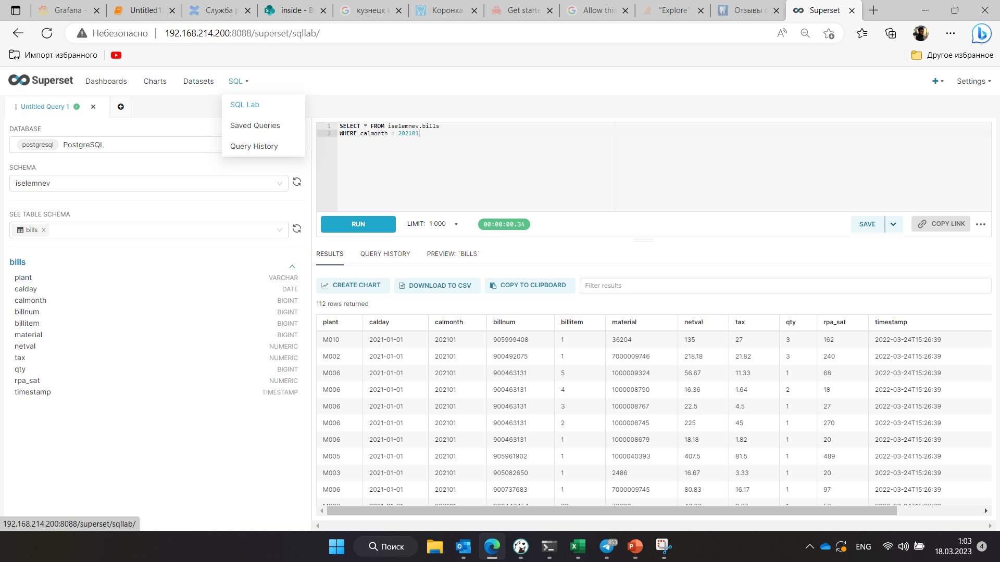 Grafana -
Untitled1
Служба р
inside - B
кузнецк к
Коронка
Get starte
Allow this
"Explore"
Отзывы с
Superset
Небезопасно
192.168.214.200:8088/superset/sqllab/
Импорт избранного
Другое избранное
Superset
Dashboards
Charts
Datasets
SQL
Settings
SQL Lab
Saved Queries
Query History
Untitled Query 1
DATABASE
postgresql PostgreSQL
SCHEMA
iselemnev
SEE TABLE SCHEMA
bills
bills
plant VARCHAR
calday DATE
calmonth BIGINT
billnum BIGINT
billitem BIGINT
material BIGINT
netval NUMERIC
tax NUMERIC
qty BIGINT
rpa_sat NUMERIC
timestamp TIMESTAMP
1 SELECT * FROM iselemnev.bills
2 WHERE calmonth = 202101
RUN
LIMIT: 1 000
00:00:00.34
SAVE
COPY LINK
RESULTS
QUERY HISTORY
PREVIEW: `BILLS`
CREATE CHART
DOWNLOAD TO CSV
COPY TO CLIPBOARD
Filter results
112 rows returned
plant calday calmonth billnum billitem material netval tax qty rpa_sat timestamp
M010 2021-01-01 202101 905999408 1 36204 135 27 3 162 2022-03-24T15:26:39
M002 2021-01-01 202101 900492075 1 7000009746 218.18 21.82 3 240 2022-03-24T15:26:39
M006 2021-01-01 202101 900463131 5 1000009324 56.67 11.33 1 68 2022-03-24T15:26:39
M006 2021-01-01 202101 900463131 4 1000008790 16.36 1.64 2 18 2022-03-24T15:26:39
M006 2021-01-01 202101 900463131 3 1000008767 22.5 4.5 1 27 2022-03-24T15:26:39
M006 2021-01-01 202101 900463131 2 1000008745 225 45 1 270 2022-03-24T15:26:39
M006 2021-01-01 202101 900463131 1 1000008679 18.18 1.82 1 20 2022-03-24T15:26:39
M005 2021-01-01 202101 905961902 1 1000040393 407.5 81.5 1 489 2022-03-24T15:26:39
M003 2021-01-01 202101 905082650 1 2486 16.67 3.33 1 20 2022-03-24T15:26:39
M006 2021-01-01 202101 900737683 1 7000009745 80.83 16.17 1 97 2022-03-24T15:26:39
192.168.214.200:8088/superset/sqllab/
Поиск
853
ENG
1:03
18.03.2023
4